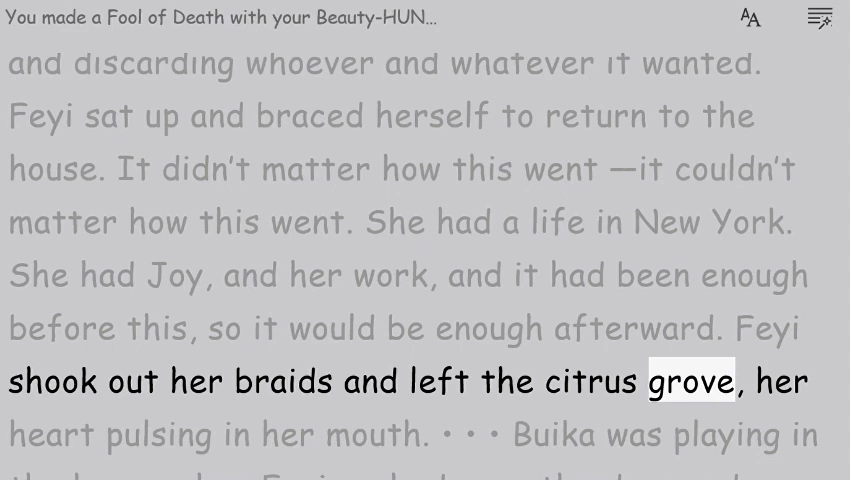 You made a Fool of Death with your Beauty-HUN...
and discarding whoever and whatever it wanted.
Feyi sat up and braced herself to return to the
house. It didn’t matter how this went —it couldn’t
matter how this went. She had a life in New York.
She had Joy, and her work, and it had been enough
before this, so it would be enough afterward. Feyi
shook out her braids and left the citrus grove, her
heart pulsing in her mouth. • • • Buika was playing in